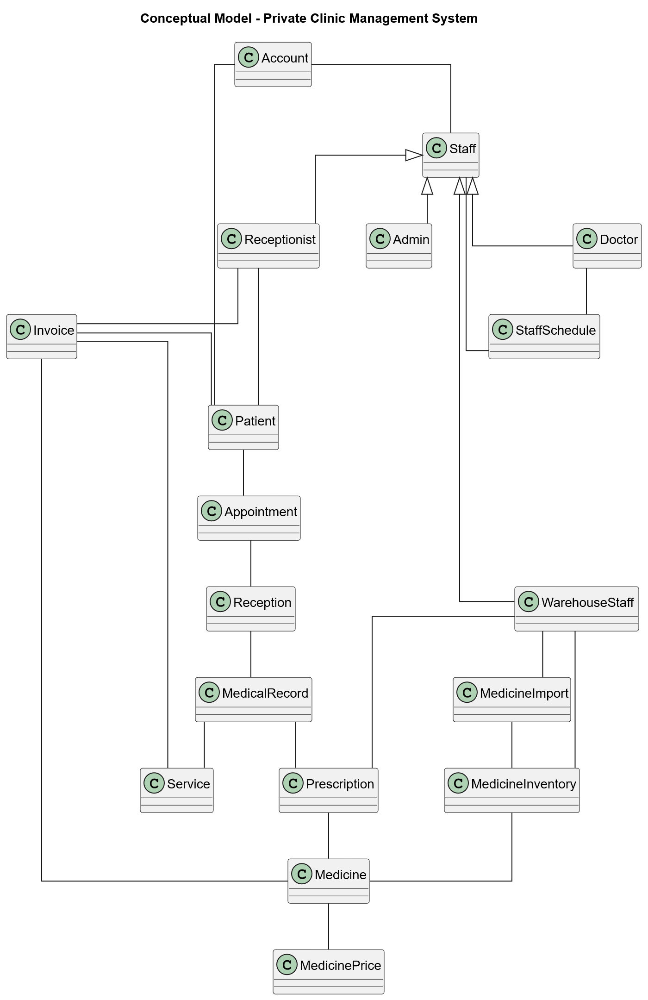 Conceptual Model - Private Clinic Management System
C Account
C Staff
C Receptionist
C Admin
C Doctor
C Invoice
C StaffSchedule
C Patient
C Appointment
C Reception
C WarehouseStaff
C MedicalRecord
C MedicineImport
C Service
C Prescription
C MedicineInventory
C Medicine
C MedicinePrice